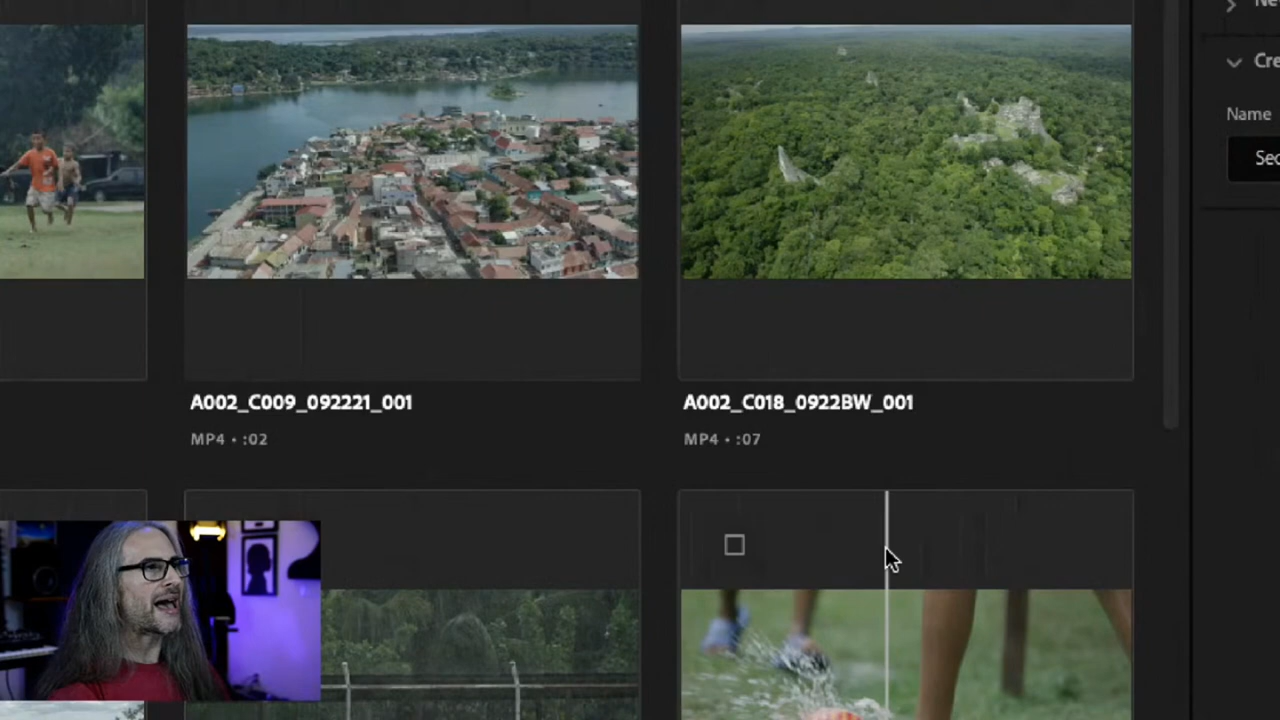 Name
A002_C009_092221_001
A002_C018_0922BW_001
MP4 • :02
MP4 • :07